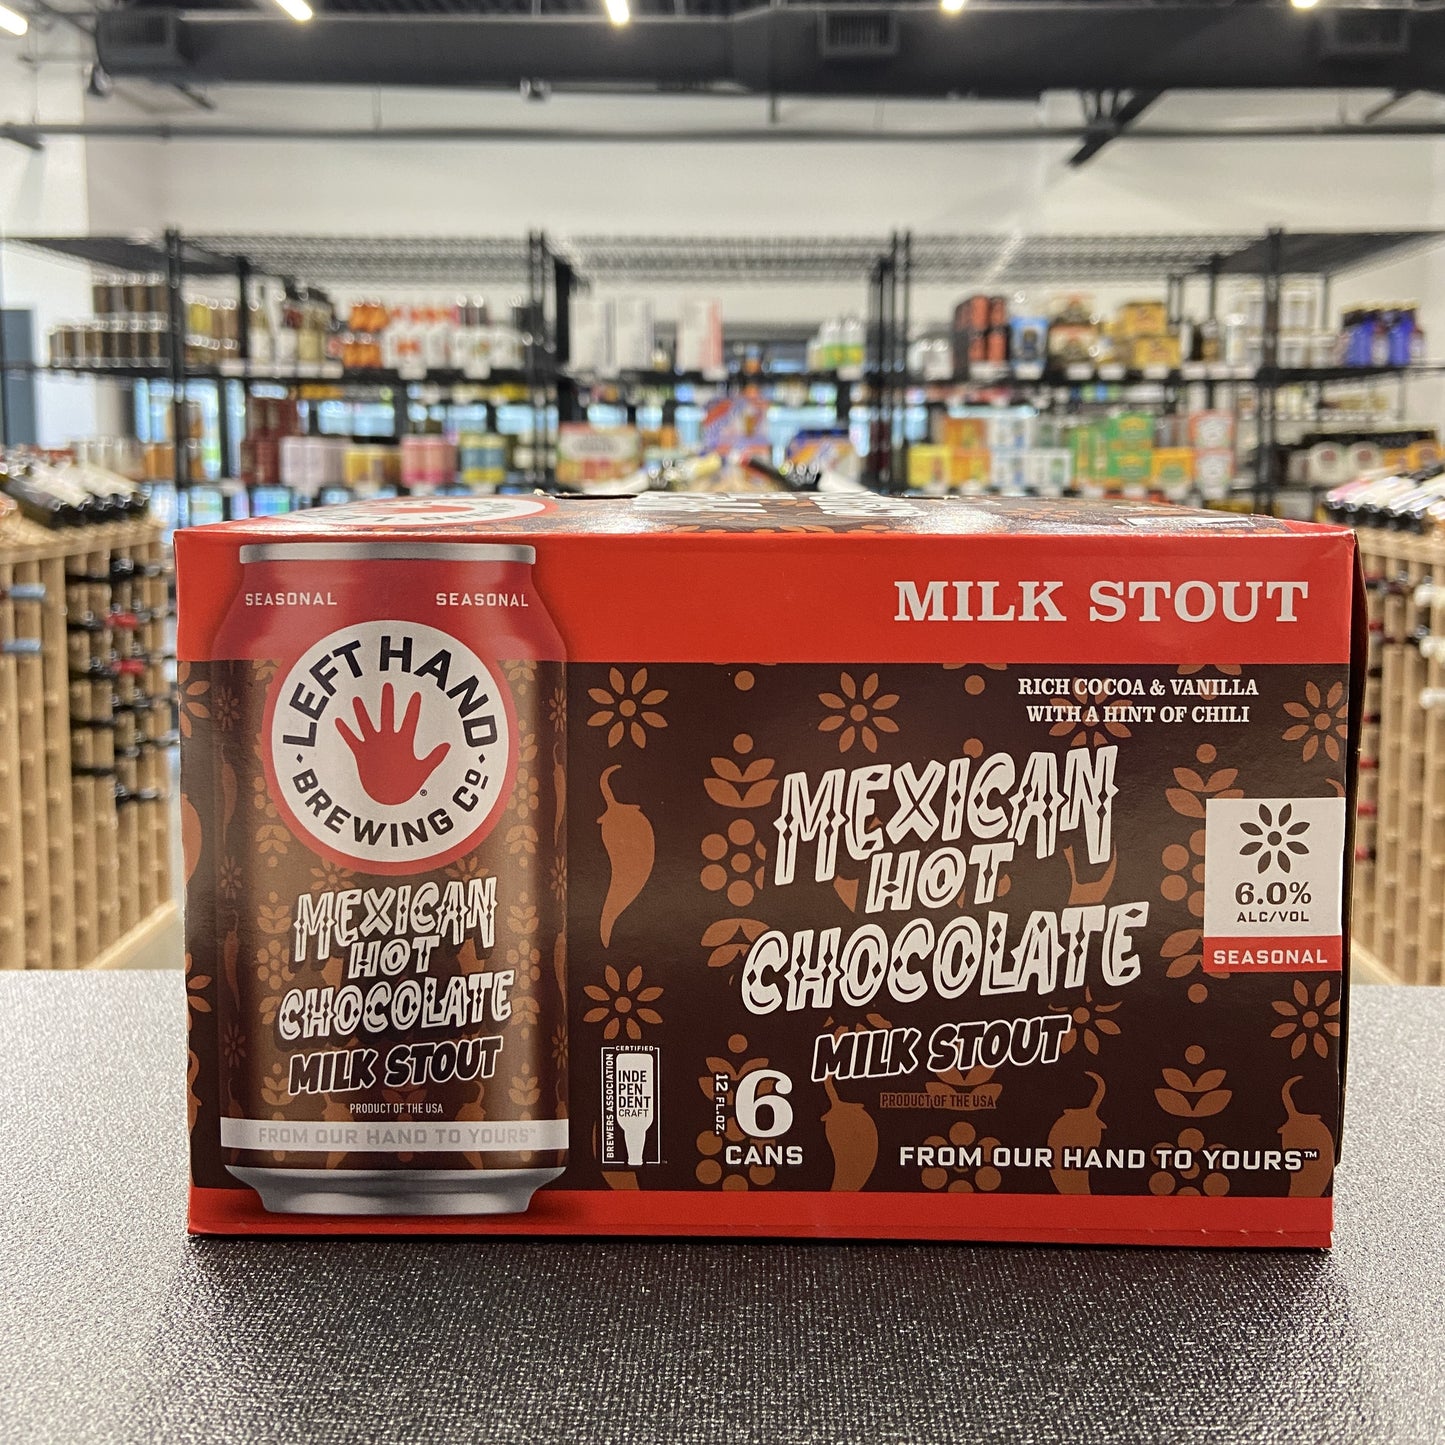 SEASONAL SEASONAL
LEFT HAND
BREWING Co
®
MEXICAN
HOT
CHOCOLATE
MILK STOUT
PRODUCT OF THE USA
FROM OUR HAND TO YOURS™
MILK STOUT
RICH COCOA & VANILLA
WITH A HINT OF CHILI
MEXICAN
HOT
CHOCOLATE
MILK STOUT
6.0%
ALC/VOL
SEASONAL
CERTIFIED
BREWERS ASSOCIATION
INDE
PEN
DENT
CRAFT
12 FL.OZ.
6
CANS
PRODUCT OF THE USA
FROM OUR HAND TO YOURS™